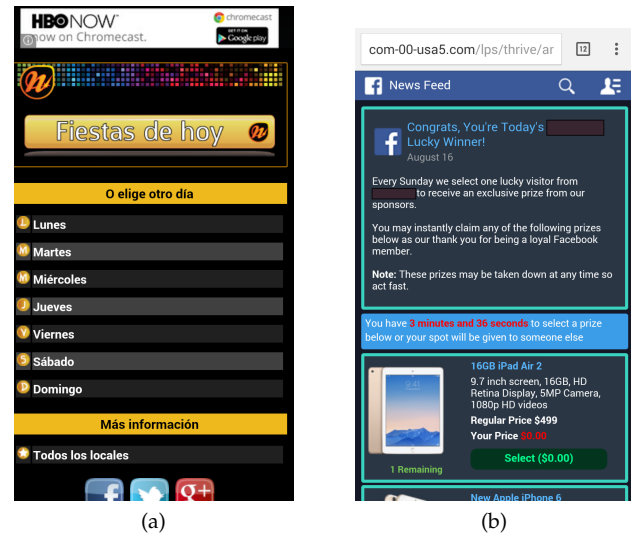 HBO NOW
now on Chromecast.
chromecast
GET IT ON
Google play
Fiestas de hoy
O elige otro día
L Lunes
M Martes
M Miércoles
J Jueves
V Viernes
S Sábado
D Domingo
Más información
Todos los locales
f
g+
(a)
com-00-usa5.com/lps/thrive/ar
12
f News Feed
f
Congrats, You're Today's
Lucky Winner!
August 16
Every Sunday we select one lucky visitor from
to receive an exclusive prize from our
sponsors.
You may instantly claim any of the following prizes
below as our thank you for being a loyal Facebook
member.
Note: These prizes may be taken down at any time so
act fast.
You have 3 minutes and 36 seconds to select a prize
below or your spot will be given to someone else
16GB iPad Air 2
9.7 inch screen, 16GB, HD
Retina Display, 5MP Camera,
1080p HD videos
Regular Price $499
Your Price $0.00
Select ($0.00)
1 Remaining
New Apple iPhone 6
(b)